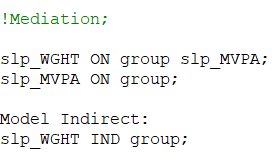 !Mediation;
slp_WGHT ON group slp_MVPA;
slp_MVPA ON group;
Model Indirect:
slp_WGHT IND group;